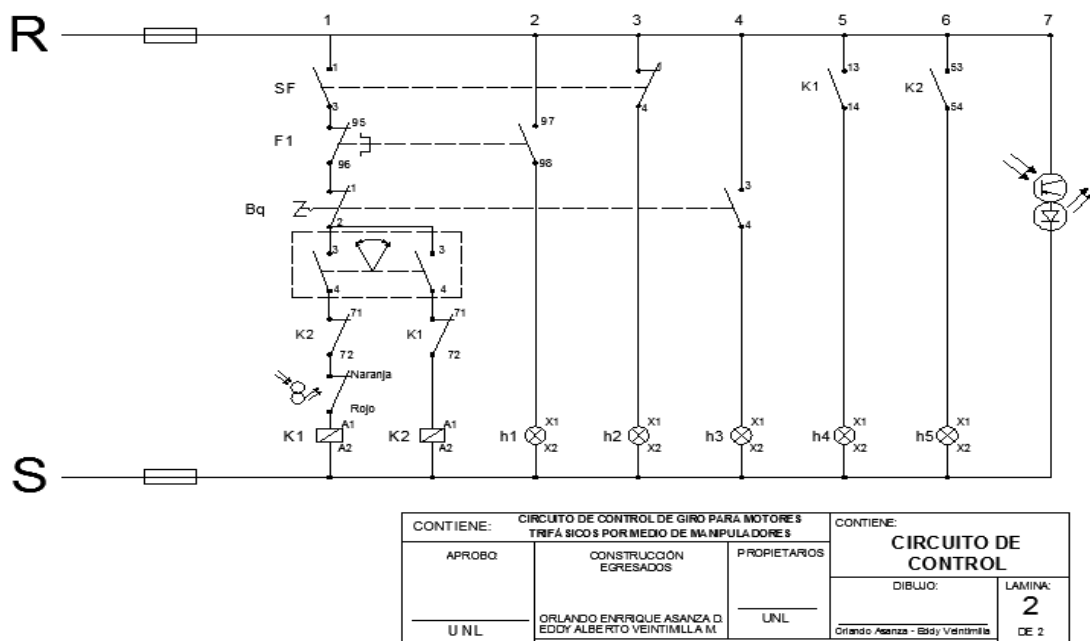 R
1 2 3 4 5 6 7
SF
1
3
1
4
K1
13
14
K2
53
54
F1
95
96
97
98
Bq
1
2
3
4
3
4
3
4
K2
71
72
K1
71
72
Naranja
Rojo
K1
A1
A2
K2
A1
A2
h1
X1
X2
h2
X1
X2
h3
X1
X2
h4
X1
X2
h5
X1
X2
S
CONTIENE:
CIRCUITO DE CONTROL DE GIRO PARA MOTORES
TRIFÁSICOS POR MEDIO DE MANIPULADORES
APROBO:
UNL
CONSTRUCCIÓN
EGRESADOS
ORLANDO ENRRIQUE ASANZA D.
EDDY ALBERTO VEINTIMILLA M.
PROPIETARIOS
UNL
CONTIENE:
CIRCUITO DE
CONTROL
DIBUJO:
Orlando Asanza - Eddy Veintimilla
LAMINA:
2
DE 2